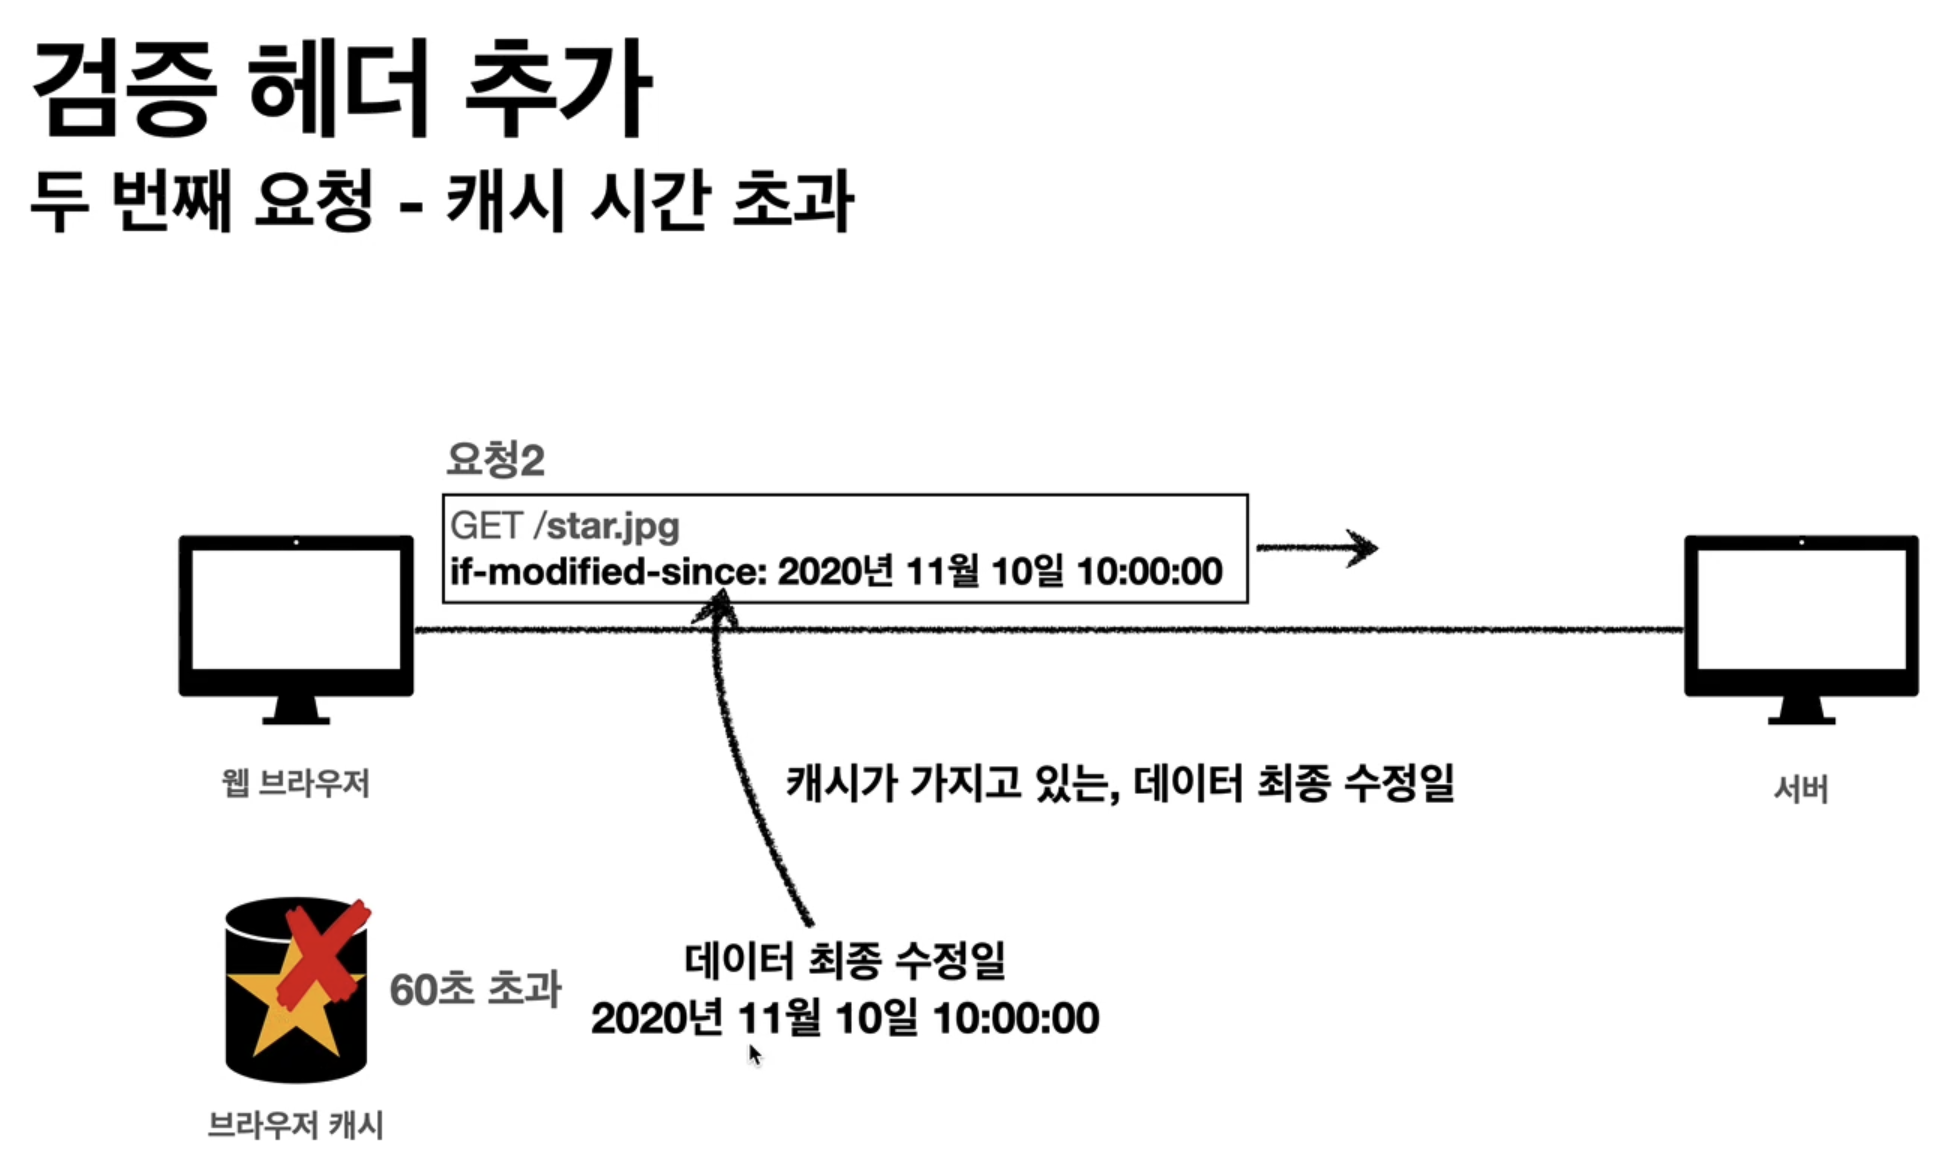 검증 헤더 추가
두 번째 요청 - 캐시 시간 초과
요청2
GET /star.jpg
if-modified-since: 2020년 11월 10일 10:00:00
웹 브라우저
캐시가 가지고 있는, 데이터 최종 수정일
서버
60초 초과
데이터 최종 수정일
2020년 11월 10일 10:00:00
브라우저 캐시